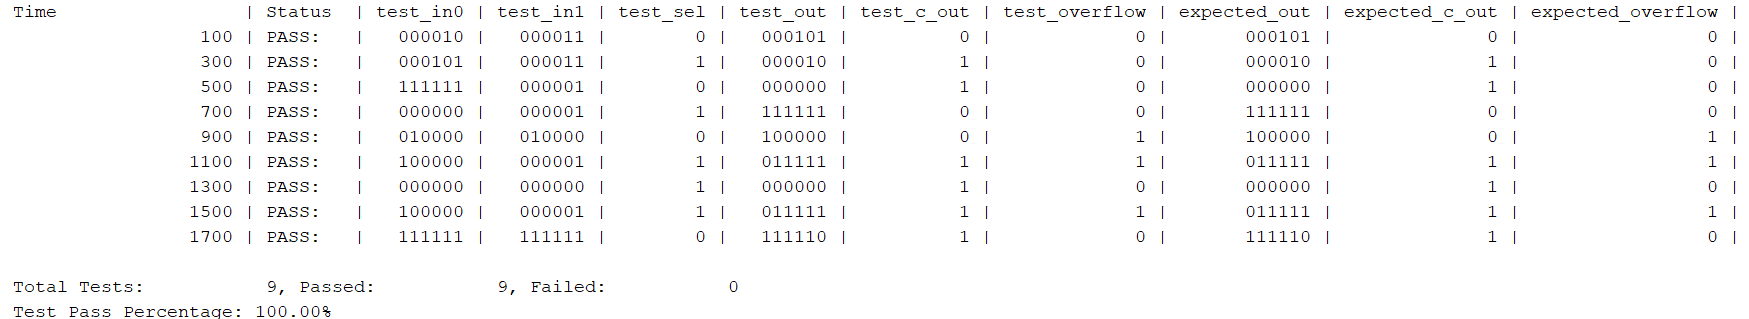 Time                  | Status  | test_in0 | test_in1 | test_sel | test_out | test_c_out | test_overflow | expected_out | expected_c_out | expected_overflow |
                 100 | PASS:   |   000010 |   000011 |        0 |   000101 |          0 |             0 |       000101 |              0 |                 0 |
                 300 | PASS:   |   000101 |   000011 |        1 |   000010 |          1 |             0 |       000010 |              1 |                 0 |
                 500 | PASS:   |   111111 |   000001 |        0 |   000000 |          1 |             0 |       000000 |              1 |                 0 |
                 700 | PASS:   |   000000 |   000001 |        1 |   111111 |          0 |             0 |       111111 |              0 |                 0 |
                 900 | PASS:   |   010000 |   010000 |        0 |   100000 |          0 |             1 |       100000 |              0 |                 1 |
                1100 | PASS:   |   100000 |   000001 |        1 |   011111 |          1 |             1 |       011111 |              1 |                 1 |
                1300 | PASS:   |   000000 |   000000 |        1 |   000000 |          1 |             0 |       000000 |              1 |                 0 |
                1500 | PASS:   |   100000 |   000001 |        1 |   011111 |          1 |             1 |       011111 |              1 |                 1 |
                1700 | PASS:   |   111111 |   111111 |        0 |   111110 |          1 |             0 |       111110 |              1 |                 0 |
Total Tests:           9, Passed:           9, Failed:           0
Test Pass Percentage: 100.00%